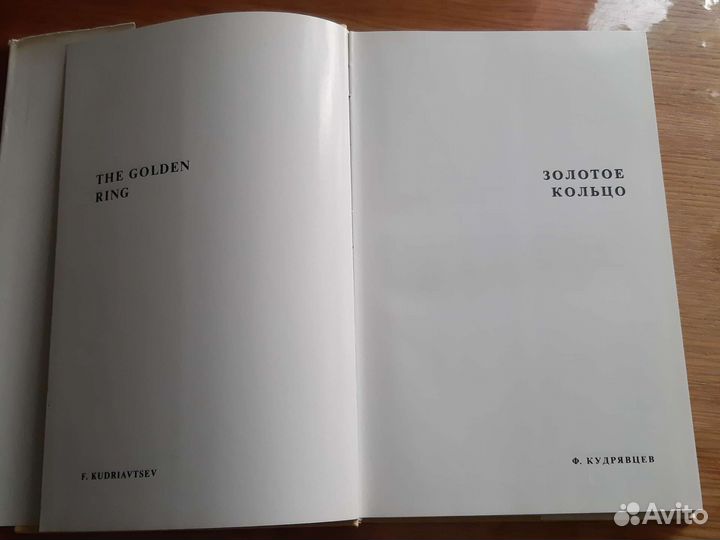 THE GOLDEN
RING
F. KUDRIAVTSEV
ЗОЛОТОЕ
КОЛЬЦО
Ф. КУДРЯВЦЕВ
Avito